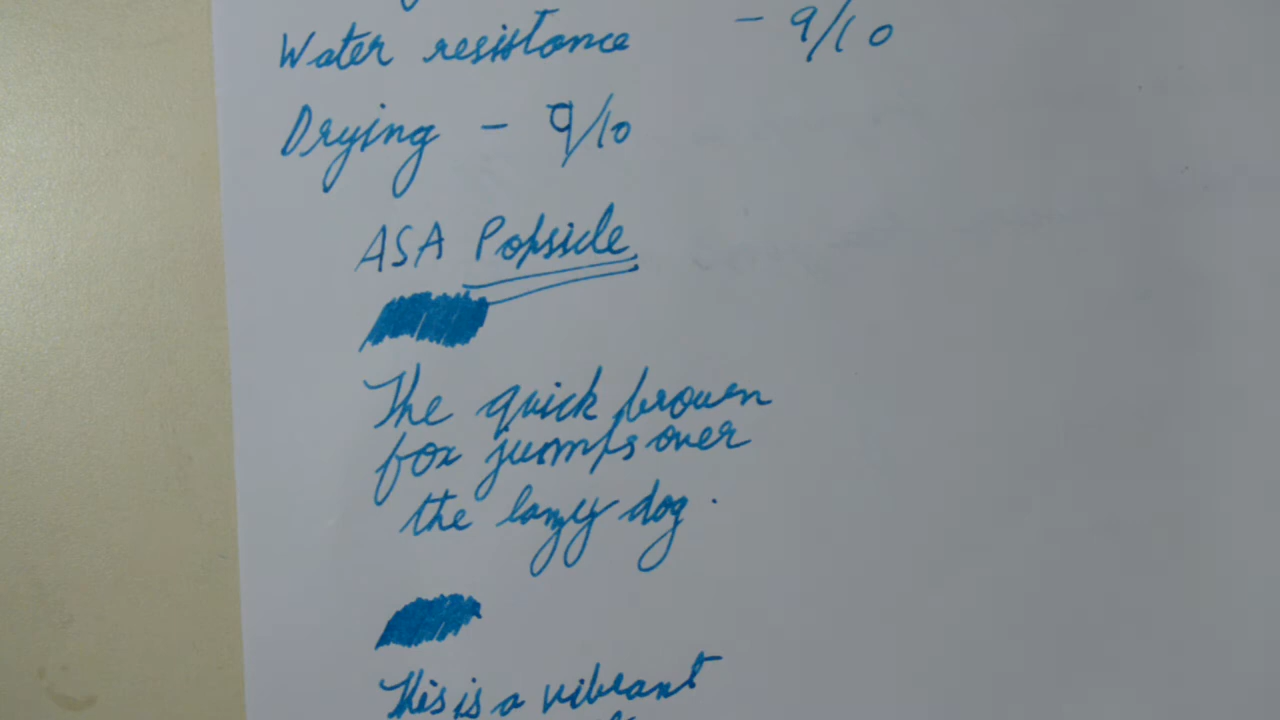 Water resistance - 9/10
Drying - 9/10
ASA Popsicle
The quick brown
fox jumps over
the lazy dog.
This is a vibrant